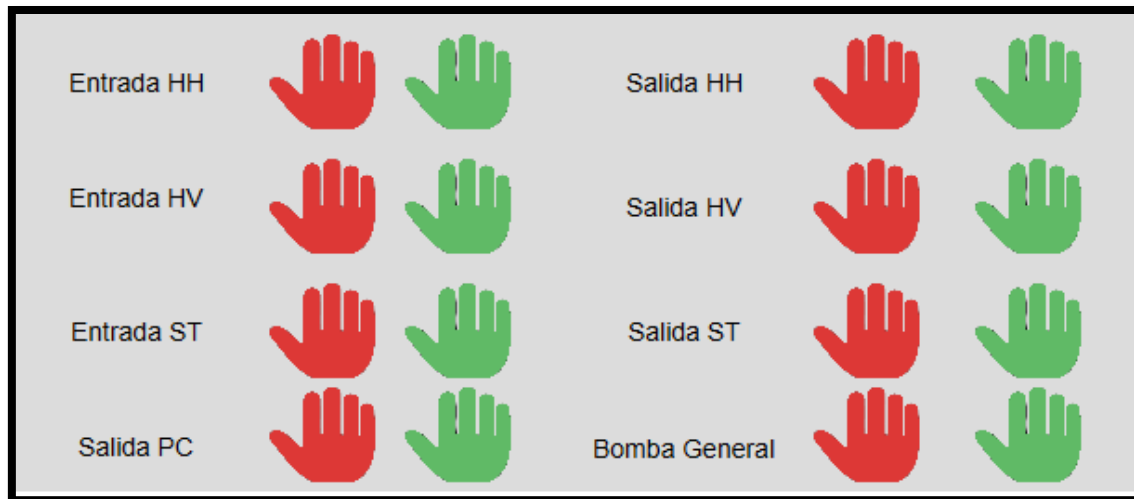 Entrada HH
Salida HH
Entrada HV
Salida HV
Entrada ST
Salida ST
Salida PC
Bomba General